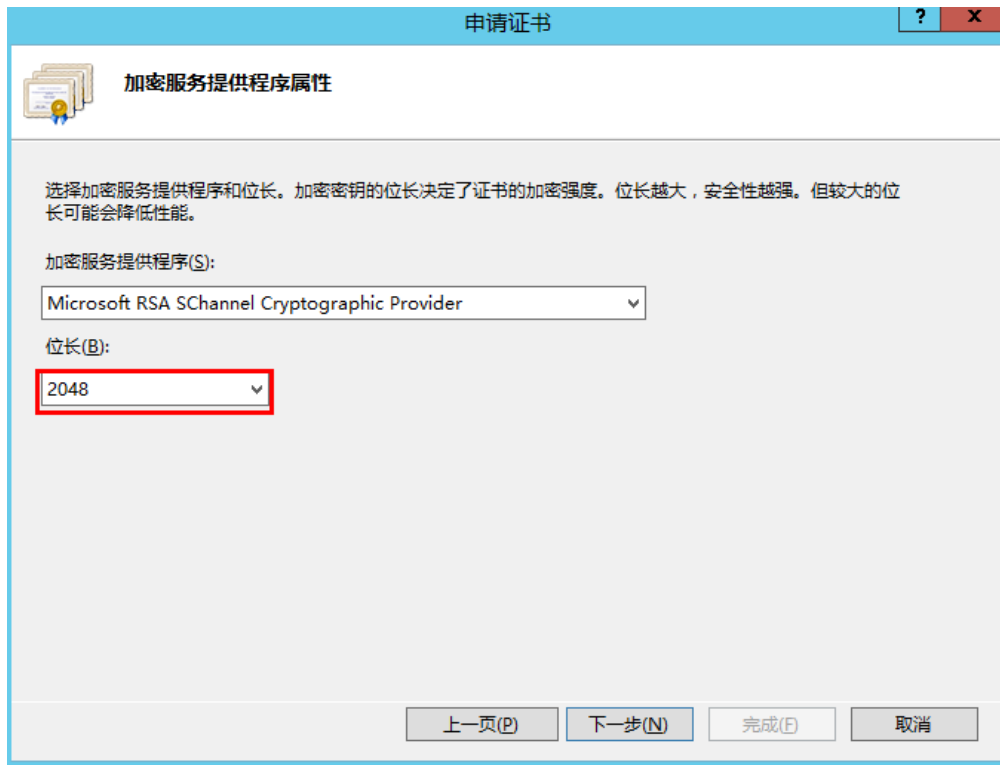 申请证书
?
x
加密服务提供程序属性
选择加密服务提供程序和位长。加密密钥的位长决定了证书的加密强度。位长越大，安全性越强。但较大的位
长可能会降低性能。
加密服务提供程序(S):
Microsoft RSA SChannel Cryptographic Provider
位长(B):
2048
上一页(P)
下一步(N)
完成(F)
取消